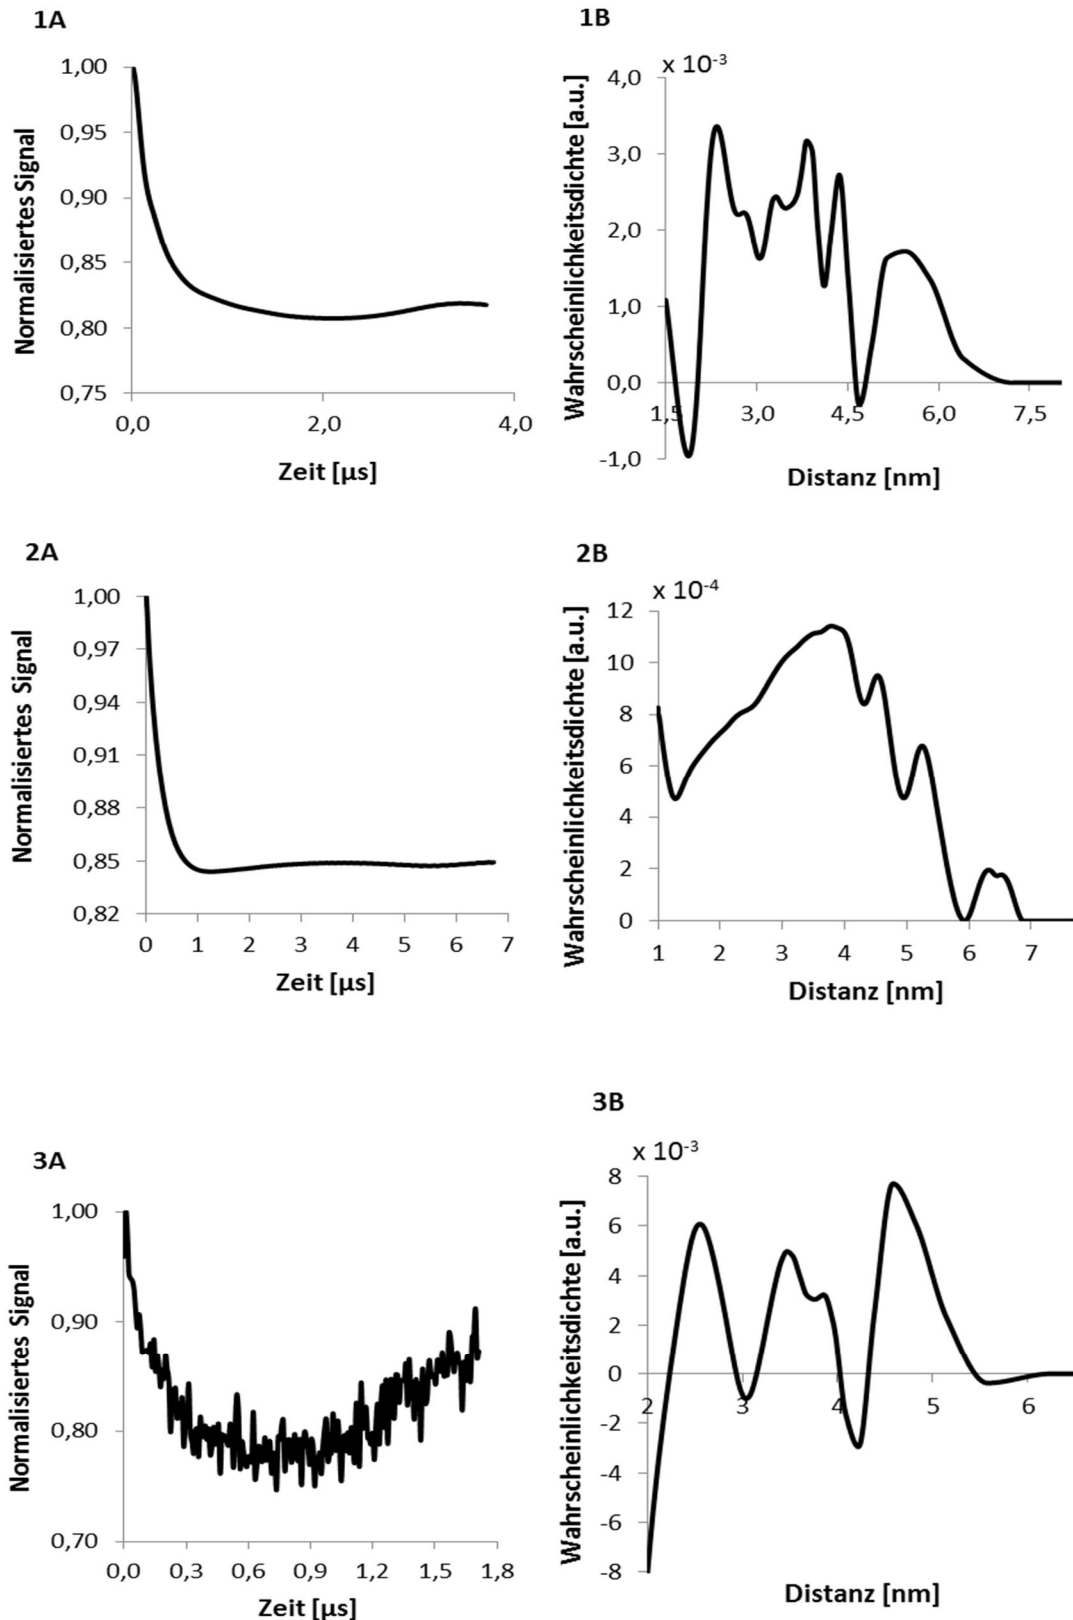 1A
Normalisiertes Signal
1,00
0,95
0,90
0,85
0,80
0,75
0,0 2,0 4,0
Zeit [µs]
1B
x 10-3
Wahrscheinlichkeitsdichte [a.u.]
4,0
3,0
2,0
1,0
0,0
-1,0
1,5 3,0 4,5 6,0 7,5
Distanz [nm]
2A
Normalisiertes Signal
1,00
0,97
0,94
0,91
0,88
0,85
0,82
0 1 2 3 4 5 6 7
Zeit [µs]
2B
x 10-4
Wahrscheinlichkeitsdichte [a.u.]
12
10
8
6
4
2
0
1 2 3 4 5 6 7
Distanz [nm]
3A
Normalisiertes Signal
1,00
0,90
0,80
0,70
0,0 0,3 0,6 0,9 1,2 1,5 1,8
Zeit [µs]
3B
x 10-3
Wahrscheinlichkeitsdichte [a.u.]
8
6
4
2
0
-2
-4
-6
-8
2 3 4 5 6
Distanz [nm]